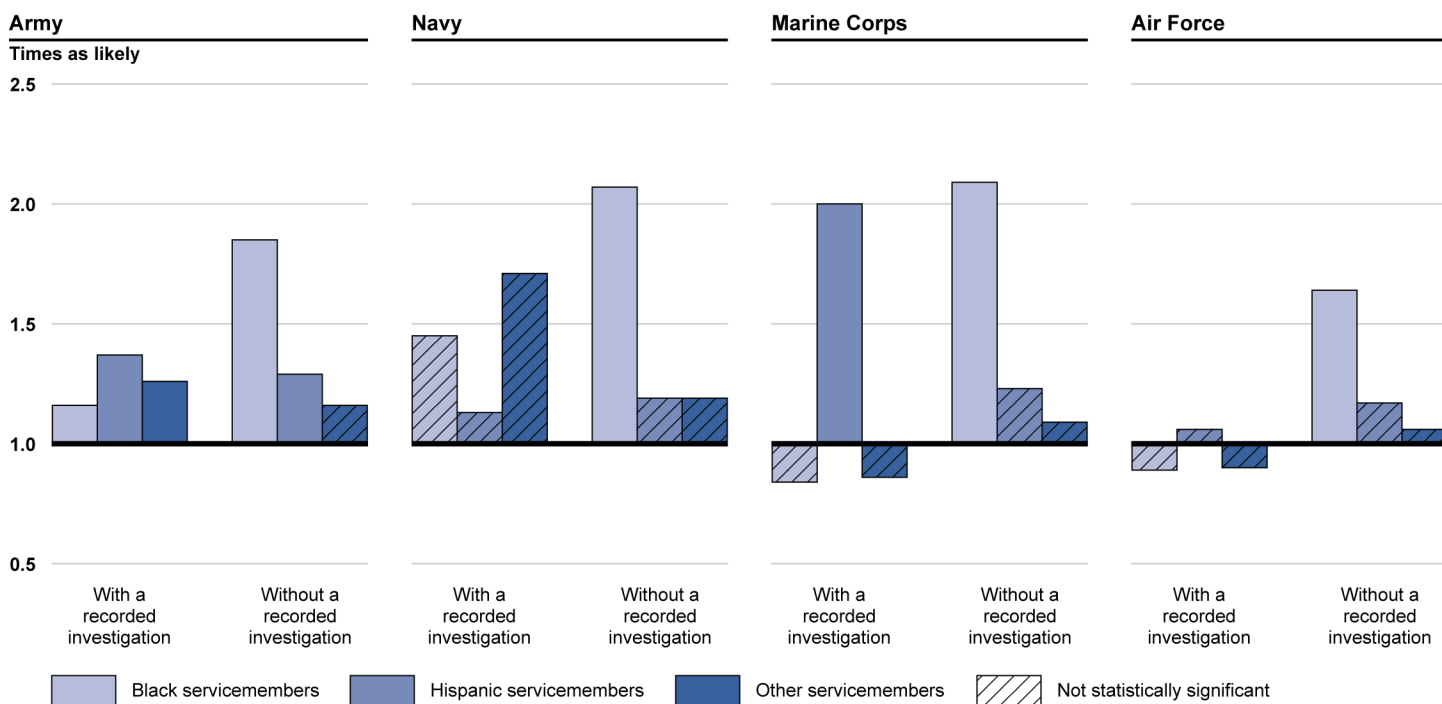 Army
Navy
Marine Corps
Air Force
Times as likely
2.5
2.0
1.5
1.0
0.5
With a
recorded
investigation
Without a
recorded
investigation
With a
recorded
investigation
Without a
recorded
investigation
With a
recorded
investigation
Without a
recorded
investigation
With a
recorded
investigation
Without a
recorded
investigation
Black servicemembers
Hispanic servicemembers
Other servicemembers
Not statistically significant